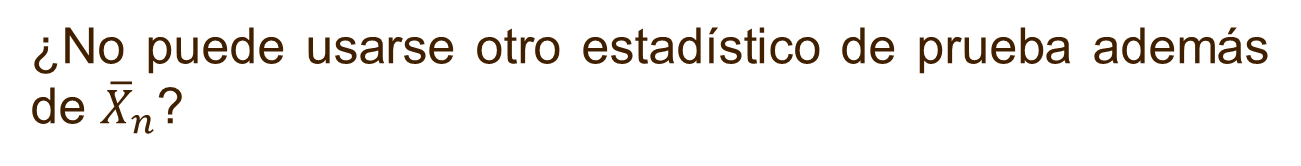 ¿No puede usarse otro estadístico de prueba además
de X̅ₙ?